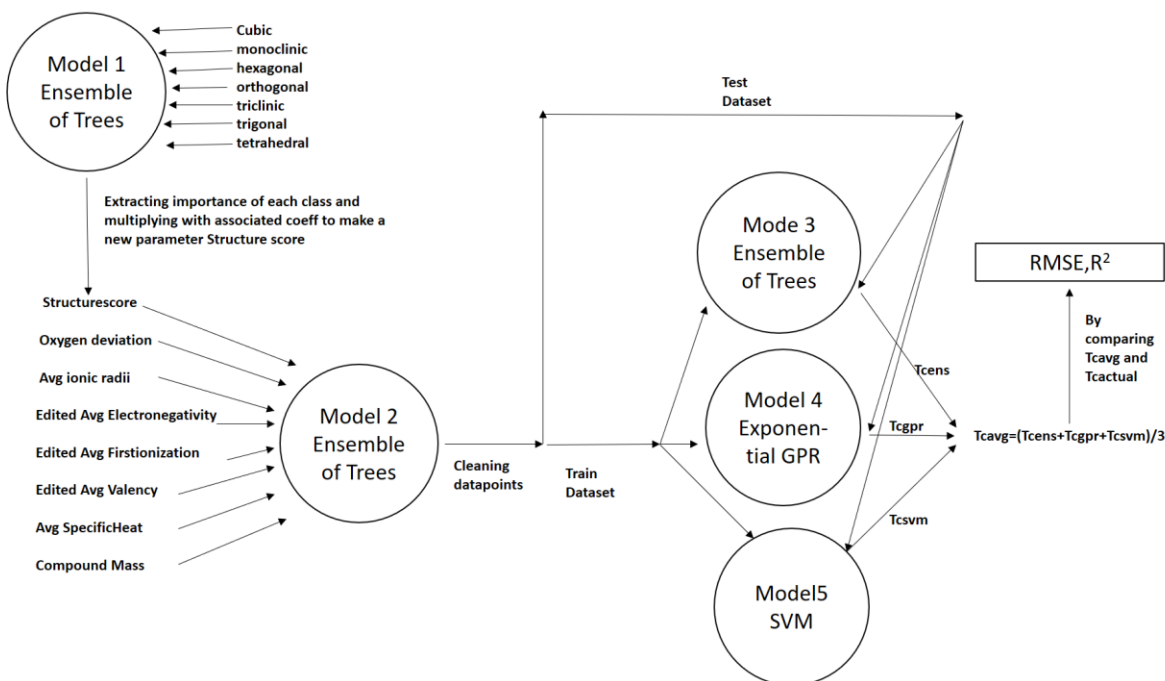 Model 1
Ensemble
of Trees
Cubic
monoclinic
hexagonal
orthogonal
triclinic
trigonal
tetrahedral
Extracting importance of each class and
multiplying with associated coeff to make a
new parameter Structure score
Structurescore
Oxygen deviation
Avg ionic radii
Edited Avg Electronegativity
Edited Avg Firstionization
Edited Avg Valency
Avg SpecificHeat
Compound Mass
Model 2
Ensemble
of Trees
Cleaning
datapoints
Train
Dataset
Test
Dataset
Mode 3
Ensemble
of Trees
Model 4
Exponen-
tial GPR
Model5
SVM
Tcens
Tcgpr
Tcsvm
Tcavg=(Tcens+Tcgpr+Tcsvm)/3
By
comparing
Tcavg and
Tcactual
RMSE,R²